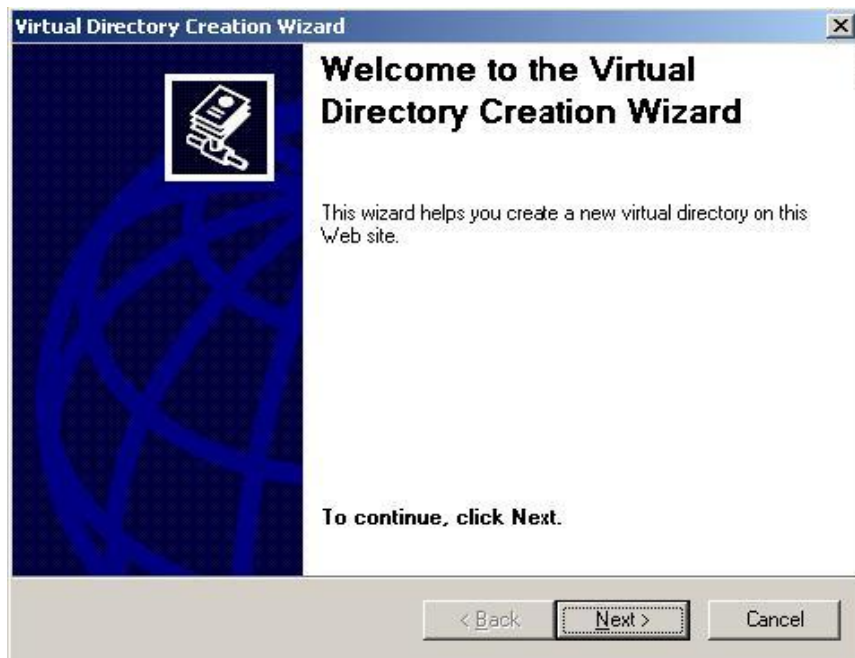 Virtual Directory Creation Wizard
Welcome to the Virtual
Directory Creation Wizard
This wizard helps you create a new virtual directory on this
Web site.
To continue, click Next.
< Back
Next >
Cancel